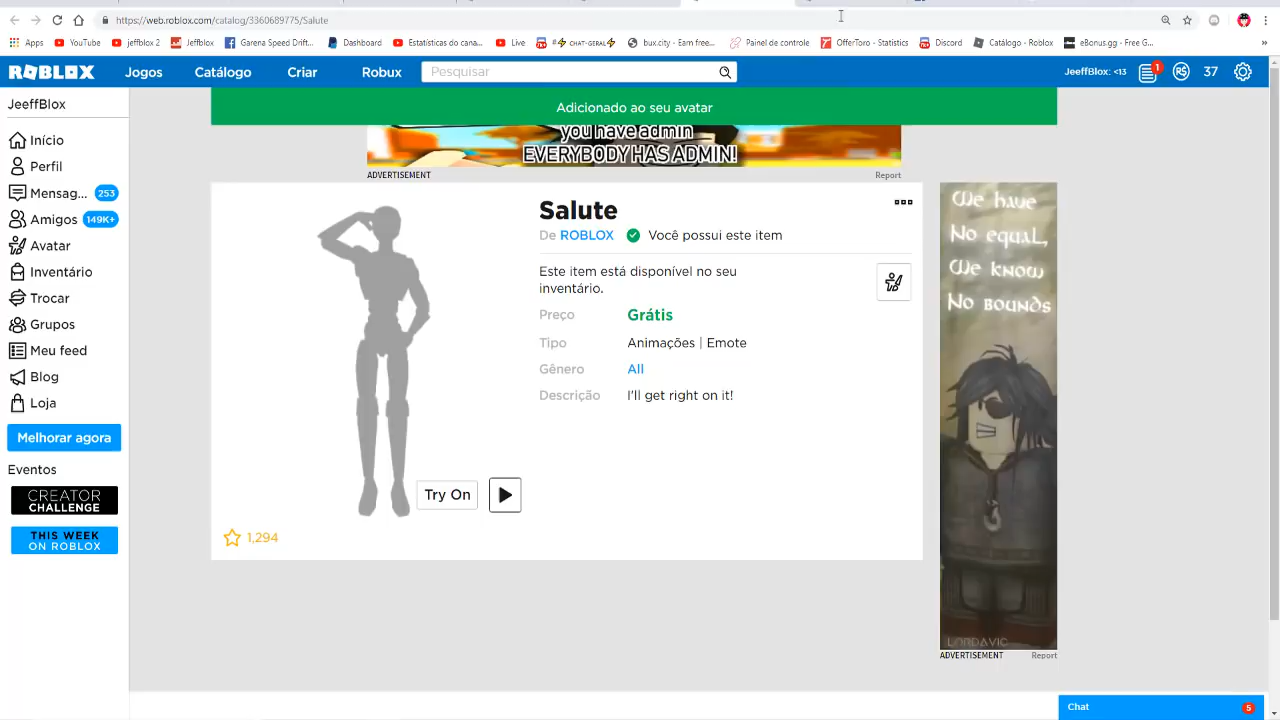 https://web.roblox.com/catalog/3360689775/Salute
Apps YouTube jeffblox 2 Jeffblox Garena Speed Drift... Dashboard Estatísticas do cana... Live #⚡ CHAT-GERAL⚡ bux.city - Earn free... Painel de controle OfferToro - Statistics Discord Catálogo - Roblox eBonus.gg - Free G... »
ROBLOX Jogos Catálogo Criar Robux Pesquisar JeeffBlox: <13 1 R$ 37
JeeffBlox
Início
Perfil
Mensag... 253
Amigos 149K+
Avatar
Inventário
Trocar
Grupos
Meu feed
Blog
Loja
Melhorar agora
Eventos
CREATOR
CHALLENGE
THIS WEEK
ON ROBLOX
Adicionado ao seu avatar
you have admin
EVERYBODY HAS ADMIN!
ADVERTISEMENT Report
Salute
De ROBLOX Você possui este item
Este item está disponível no seu
inventário.
Preço Grátis
Tipo Animações | Emote
Gênero All
Descrição I'll get right on it!
Try On
1,294
We have
No equal,
We know
No bounds
LORDAVIC
ADVERTISEMENT Report
Chat 5